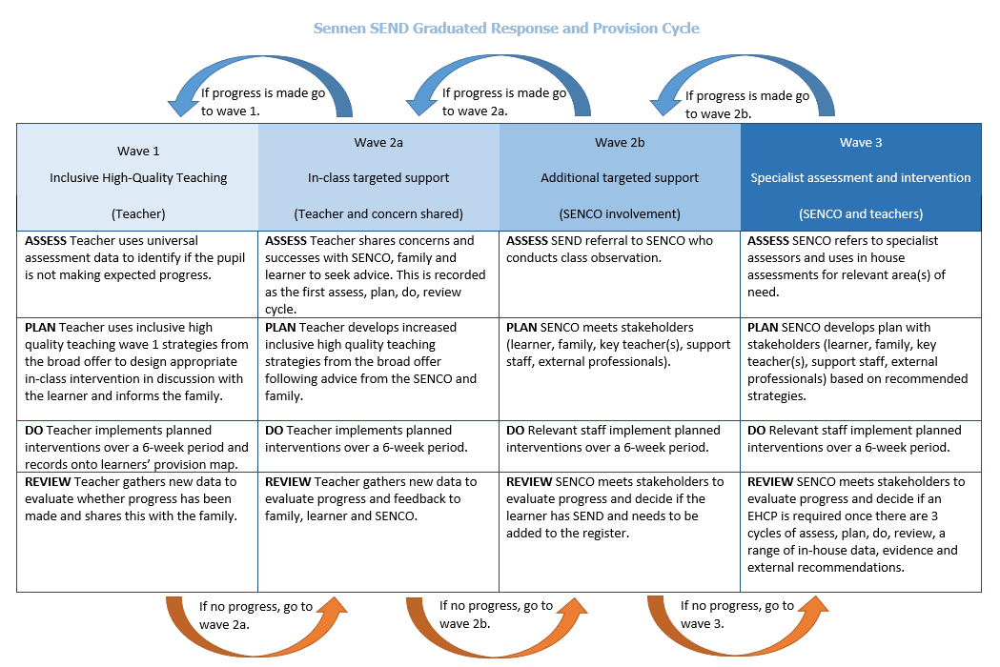 Sennen SEND Graduated Response and Provision Cycle
If progress is made go
to wave 1.
If progress is made go
to wave 2a.
If progress is made go
to wave 2b.
Wave 1
Inclusive High-Quality Teaching
(Teacher)
Wave 2a
In-class targeted support
(Teacher and concern shared)
Wave 2b
Additional targeted support
(SENCO involvement)
Wave 3
Specialist assessment and intervention
(SENCO and teachers)
ASSESS Teacher uses universal
assessment data to identify if the pupil
is not making expected progress.
ASSESS Teacher shares concerns and
successes with SENCO, family and
learner to seek advice. This is recorded
as the first assess, plan, do, review
cycle.
ASSESS SEND referral to SENCO who
conducts class observation.
ASSESS SENCO refers to specialist
assessors and uses in house
assessments for relevant area(s) of
need.
PLAN Teacher uses inclusive high
quality teaching wave 1 strategies from
the broad offer to design appropriate
in-class intervention in discussion with
the learner and informs the family.
PLAN Teacher develops increased
inclusive high quality teaching
strategies from the broad offer
following advice from the SENCO and
family.
PLAN SENCO meets stakeholders
(learner, family, key teacher(s), support
staff, external professionals).
PLAN SENCO develops plan with
stakeholders (learner, family, key
teacher(s), support staff, external
professionals) based on recommended
strategies.
DO Teacher implements planned
interventions over a 6-week period and
records onto learners’ provision map.
DO Teacher implements planned
interventions over a 6-week period.
DO Relevant staff implement planned
interventions over a 6-week period.
DO Relevant staff implement planned
interventions over a 6-week period.
REVIEW Teacher gathers new data to
evaluate whether progress has been
made and shares this with the family.
REVIEW Teacher gathers new data to
evaluate progress and feedback to
family, learner and SENCO.
REVIEW SENCO meets stakeholders to
evaluate progress and decide if the
learner has SEND and needs to be
added to the register.
REVIEW SENCO meets stakeholders to
evaluate progress and decide if an
EHCP is required once there are 3
cycles of assess, plan, do, review, a
range of in-house data, evidence and
external recommendations.
If no progress, go to
wave 2a.
If no progress, go to
wave 2b.
If no progress, go to
wave 3.